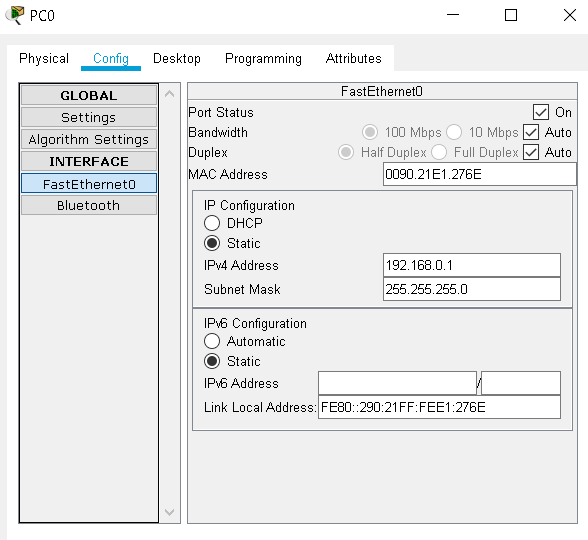 PC0
Physical Config Desktop Programming Attributes
GLOBAL
Settings
Algorithm Settings
INTERFACE
FastEthernet0
Bluetooth
FastEthernet0
Port Status On
Bandwidth 100 Mbps 10 Mbps Auto
Duplex Half Duplex Full Duplex Auto
MAC Address 0090.21E1.276E
IP Configuration
DHCP
Static
IPv4 Address 192.168.0.1
Subnet Mask 255.255.255.0
IPv6 Configuration
Automatic
Static
IPv6 Address /
Link Local Address: FE80::290:21FF:FEE1:276E